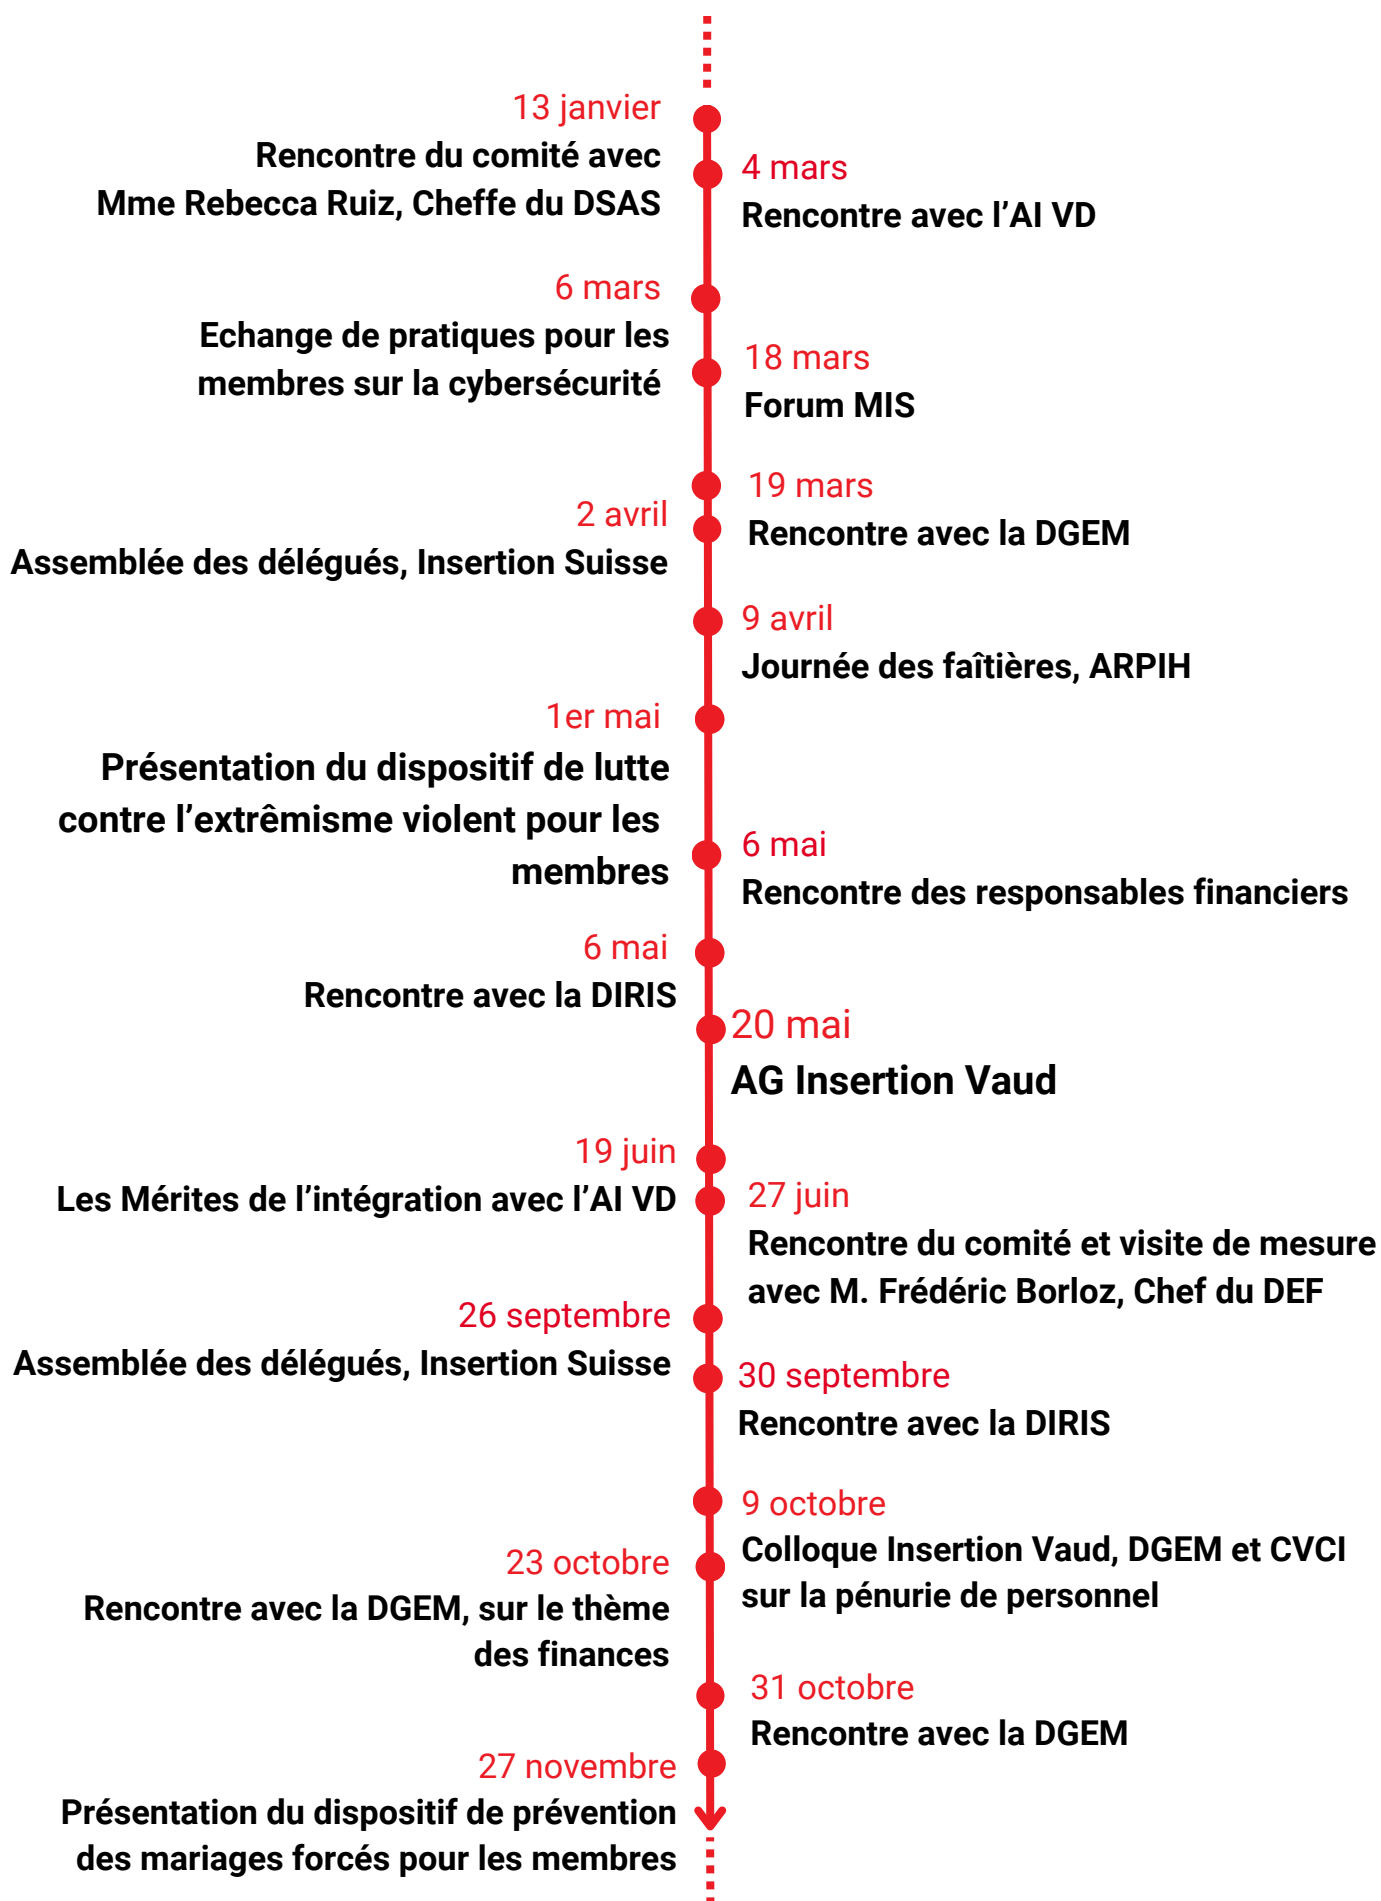 13 janvier
Rencontre du comité avec
Mme Rebecca Ruiz, Cheffe du DSAS
4 mars
Rencontre avec l’AI VD
6 mars
Echange de pratiques pour les
membres sur la cybersécurité
18 mars
Forum MIS
19 mars
Rencontre avec la DGEM
2 avril
Assemblée des délégués, Insertion Suisse
9 avril
Journée des faîtières, ARPIH
1er mai
Présentation du dispositif de lutte
contre l’extrêmisme violent pour les
membres
6 mai
Rencontre des responsables financiers
6 mai
Rencontre avec la DIRIS
20 mai
AG Insertion Vaud
19 juin
Les Mérites de l’intégration avec l’AI VD
27 juin
Rencontre du comité et visite de mesure
avec M. Frédéric Borloz, Chef du DEF
26 septembre
Assemblée des délégués, Insertion Suisse
30 septembre
Rencontre avec la DIRIS
9 octobre
Colloque Insertion Vaud, DGEM et CVCI
sur la pénurie de personnel
23 octobre
Rencontre avec la DGEM, sur le thème
des finances
31 octobre
Rencontre avec la DGEM
27 novembre
Présentation du dispositif de prévention
des mariages forcés pour les membres